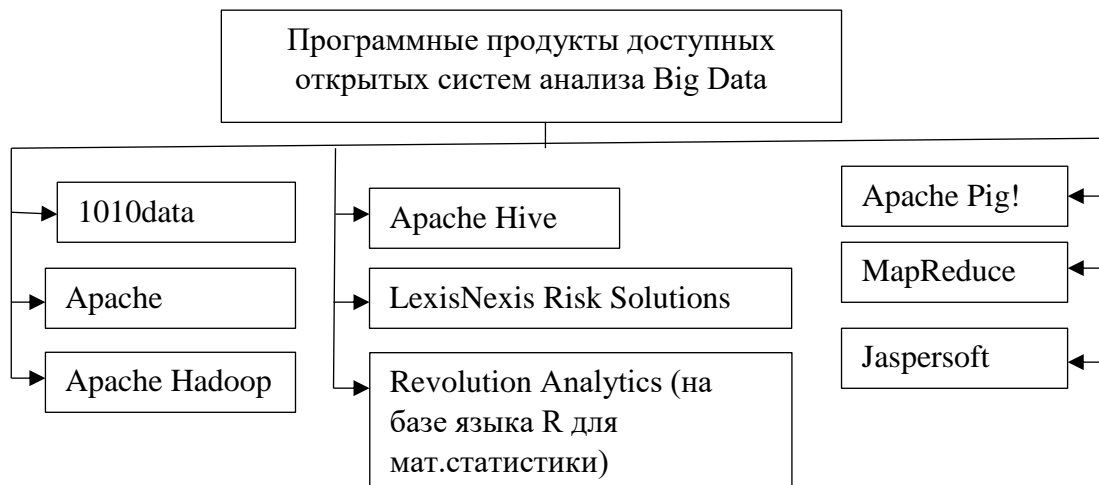 Программные продукты доступных
открытых систем анализа Big Data
1010data
Apache
Apache Hadoop
Apache Hive
LexisNexis Risk Solutions
Revolution Analytics (на
базе языка R для
мат.статистики)
Apache Pig!
MapReduce
Jaspersoft